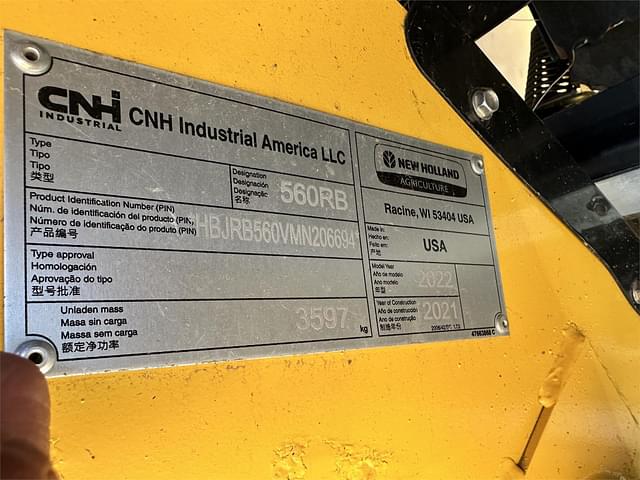 CNH
INDUSTRIAL
CNH Industrial America LLC
Type
Tipo
Tipo
类型
Designation
Designación
Designação
名称
560RB
Product Identification Number (PIN)
Núm. de identificación del producto (PIN)
Número de identificação do produto (PIN)
产品编号
HBJRB560VMN206694
Type approval
Homologación
Aprovação do tipo
型号批准
Unladen mass
Masa sin carga
Massa sem carga
额定净功率
3597
kg
NEW HOLLAND
AGRICULTURE
Racine, WI 53404 USA
Made in:
Hecho en:
Feito em:
产地
USA
Model Year
Año de modelo
Ano de modelo
年型
2022
Year of Construction
Año de construcción
Ano de construção
制造年份
2021
47663868 C